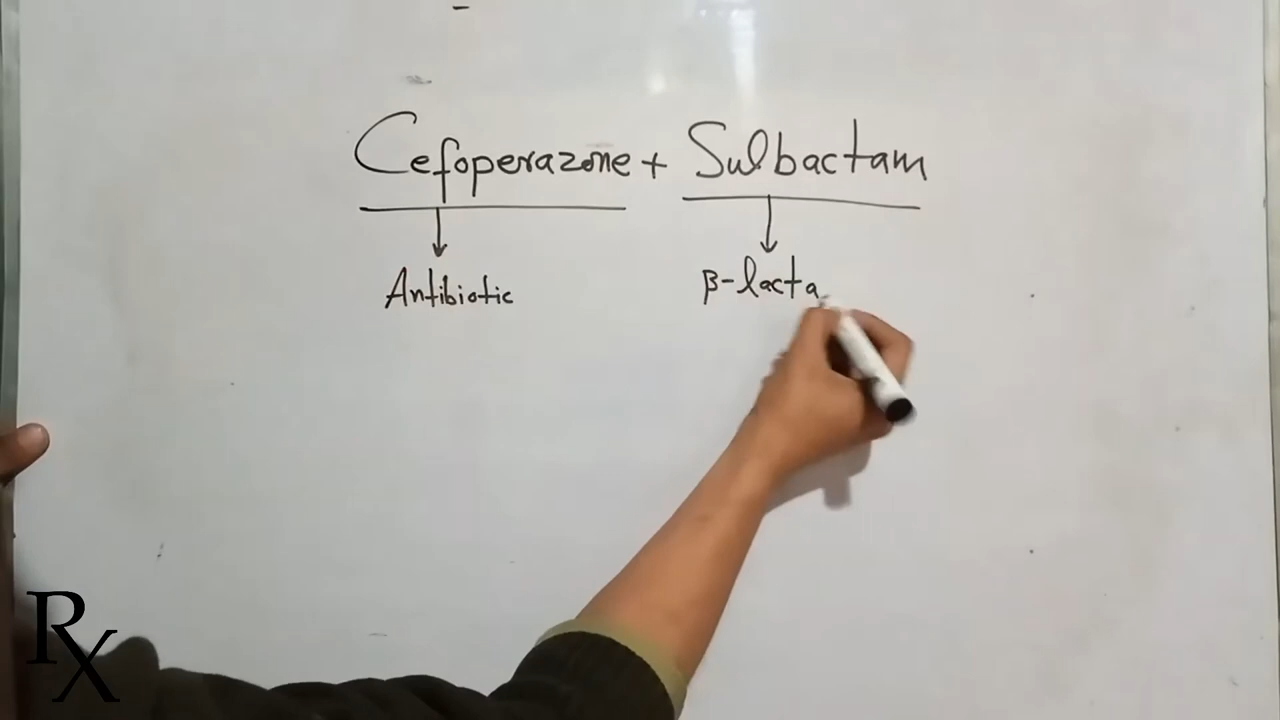 Cefoperazone + Sulbactam
Antibiotic β-lacta
RX